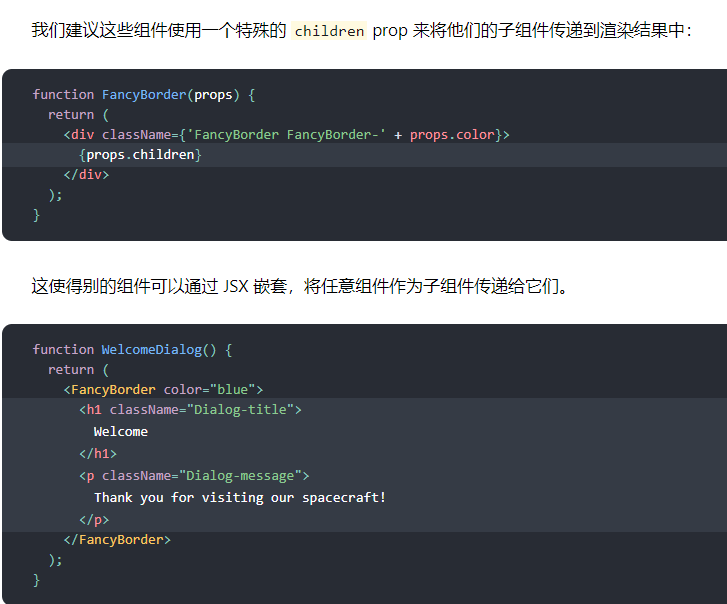 我们建议这些组件使用一个特殊的 children prop 来将他们的子组件传递到渲染结果中：
function FancyBorder(props) {
  return (
    <div className={'FancyBorder FancyBorder-' + props.color}>
      {props.children}
    </div>
  );
}
这使得别的组件可以通过 JSX 嵌套，将任意组件作为子组件传递给它们。
function WelcomeDialog() {
  return (
    <FancyBorder color="blue">
      <h1 className="Dialog-title">
        Welcome
      </h1>
      <p className="Dialog-message">
        Thank you for visiting our spacecraft!
      </p>
    </FancyBorder>
  );
}